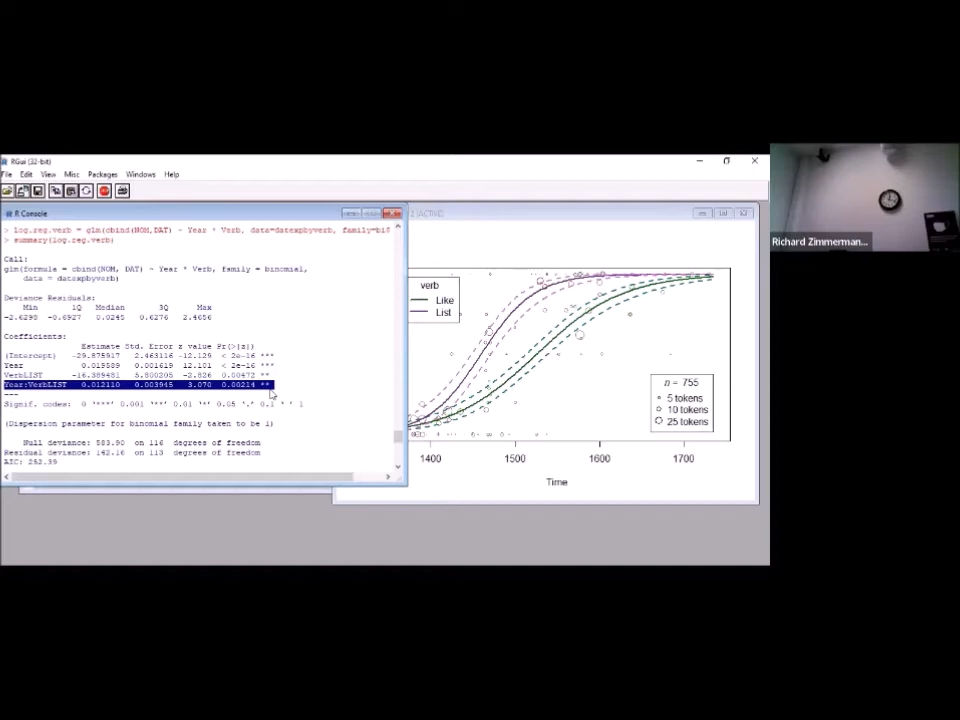 RGui (32-bit)
File Edit View Misc Packages Windows Help
R Console
> log.reg.verb = glm(cbind(NOM,DAT) ~ Year * Verb, data=datexpbyverb, family=bi
> summary(log.reg.verb)
Call:
glm(formula = cbind(NOM, DAT) ~ Year * Verb, family = binomial,
data = datexpbyverb)
Deviance Residuals:
Min 1Q Median 3Q Max
-2.6298 -0.6927 0.0245 0.6276 2.4656
Coefficients:
Estimate Std. Error z value Pr(>|z|)
(Intercept) -29.875917 2.463116 -12.129 < 2e-16 ***
Year 0.019589 0.001619 12.101 < 2e-16 ***
VerbLIST -16.389481 5.800205 -2.826 0.00472 **
Year:VerbLIST 0.012110 0.003945 3.070 0.00214 **
---
Signif. codes: 0 '***' 0.001 '**' 0.01 '*' 0.05 '.' 0.1 ' ' 1
(Dispersion parameter for binomial family taken to be 1)
Null deviance: 583.90 on 116 degrees of freedom
Residual deviance: 142.16 on 113 degrees of freedom
AIC: 252.39
2 (ACTIVE)
verb
Like
List
n = 755
5 tokens
10 tokens
25 tokens
1400 1500 1600 1700
Time
Richard Zimmerman...